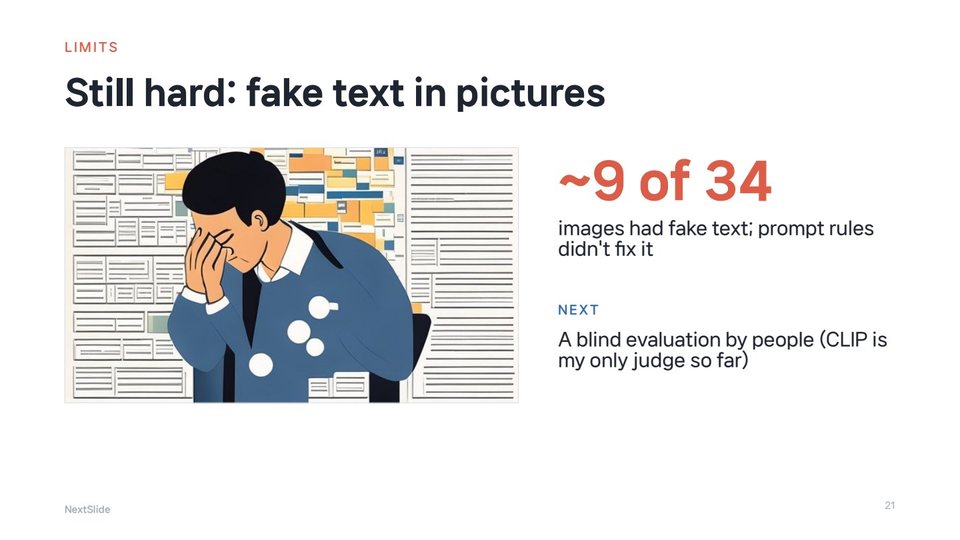 LIMITS
Still hard: fake text in pictures
~9 of 34
images had fake text; prompt rules
didn't fix it
NEXT
A blind evaluation by people (CLIP is
my only judge so far)
NextSlide
21